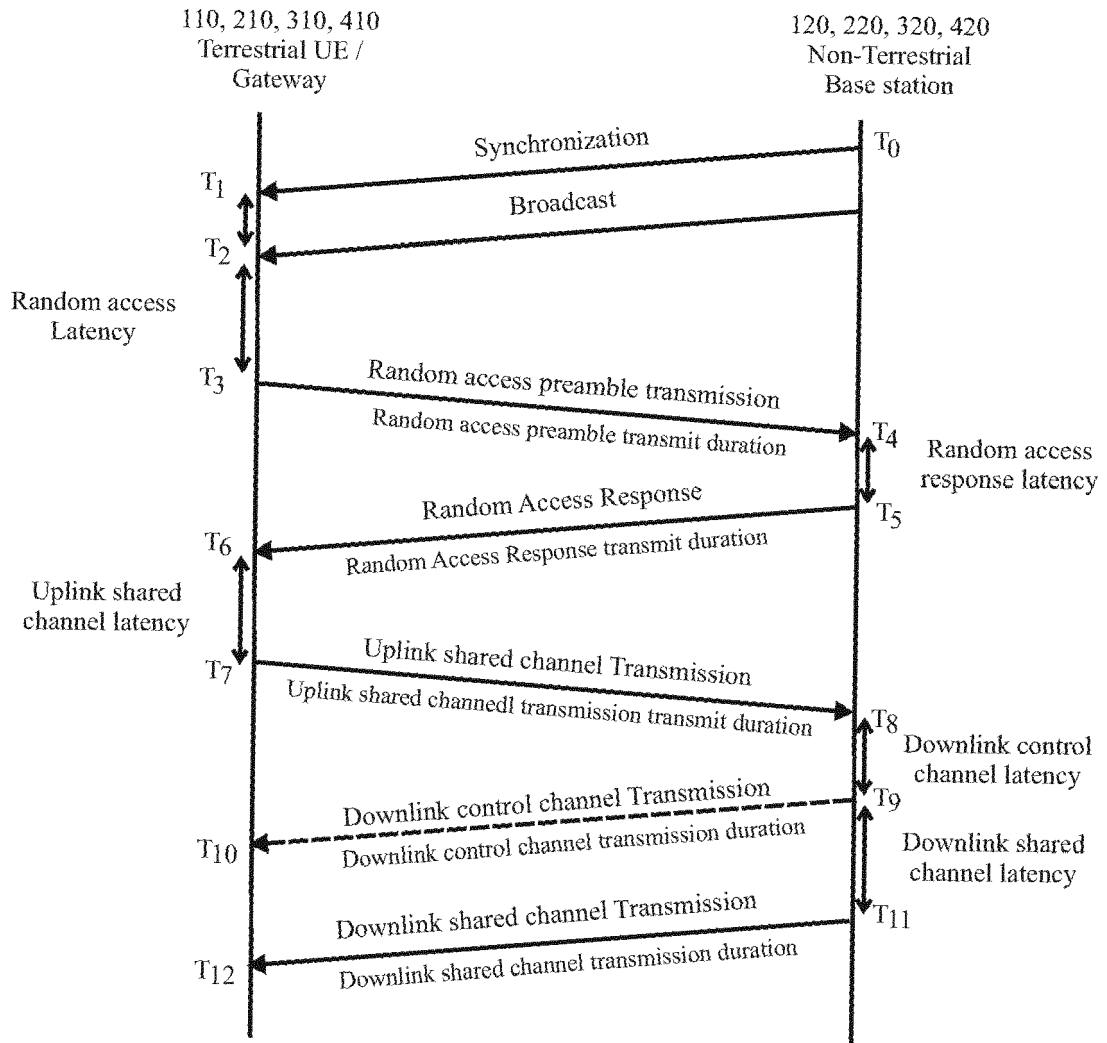 110, 210, 310, 410
Terrestrial UE /
Gateway
120, 220, 320, 420
Non-Terrestrial
Base station
Synchronization
T0
T1
Broadcast
T2
Random access
Latency
T3
Random access preamble transmission
Random access preamble transmit duration
T4
Random access
response latency
Random Access Response
T5
T6
Random Access Response transmit duration
Uplink shared
channel latency
Uplink shared channel Transmission
T7
Uplink shared channedl transmission transmit duration
T8
Downlink control
channel latency
Downlink control channel Transmission
T9
T10
Downlink control channel transmission duration
Downlink shared
channel latency
Downlink shared channel Transmission
T11
T12
Downlink shared channel transmission duration